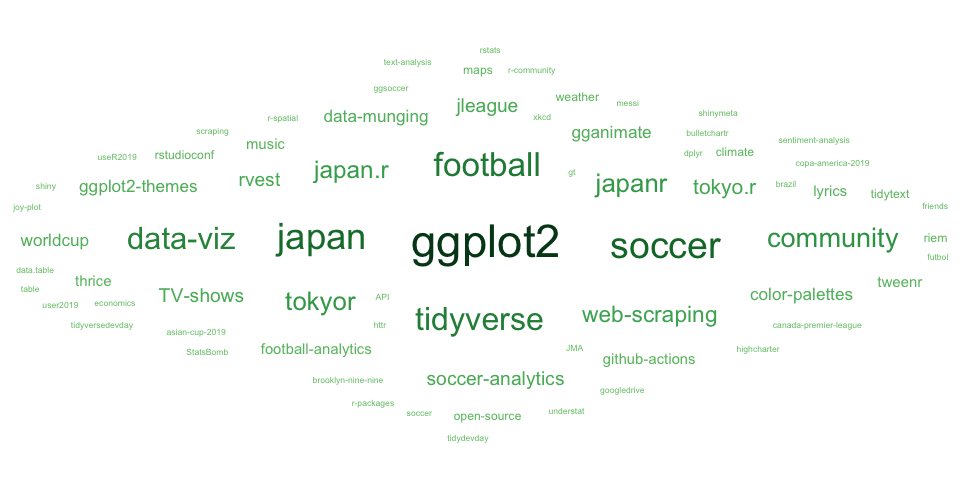 rstats
text-analysis
maps
r-community
ggsoccer
weather
jleague
messi
data-munging
r-spatial
xkcd
shinymeta
gganimate
scraping
bulletchartr
music
sentiment-analysis
useR2019
rstudioconf
dplyr
climate
football
copa-america-2019
japan.r
gt
shiny
ggplot2-themes
rvest
japanr
tokyo.r
brazil
lyrics
tidytext
joy-plot
friends
worldcup
data-viz
japan
ggplot2
soccer
community
riem
futbol
data.table
thrice
tweenr
table
TV-shows
API
color-palettes
user2019
economics
tokyor
tidyverse
web-scraping
tidyversedevday
httr
canada-premier-league
asian-cup-2019
StatsBomb
football-analytics
JMA
highcharter
github-actions
brooklyn-nine-nine
soccer-analytics
googledrive
r-packages
soccer
open-source
understat
tidydevday